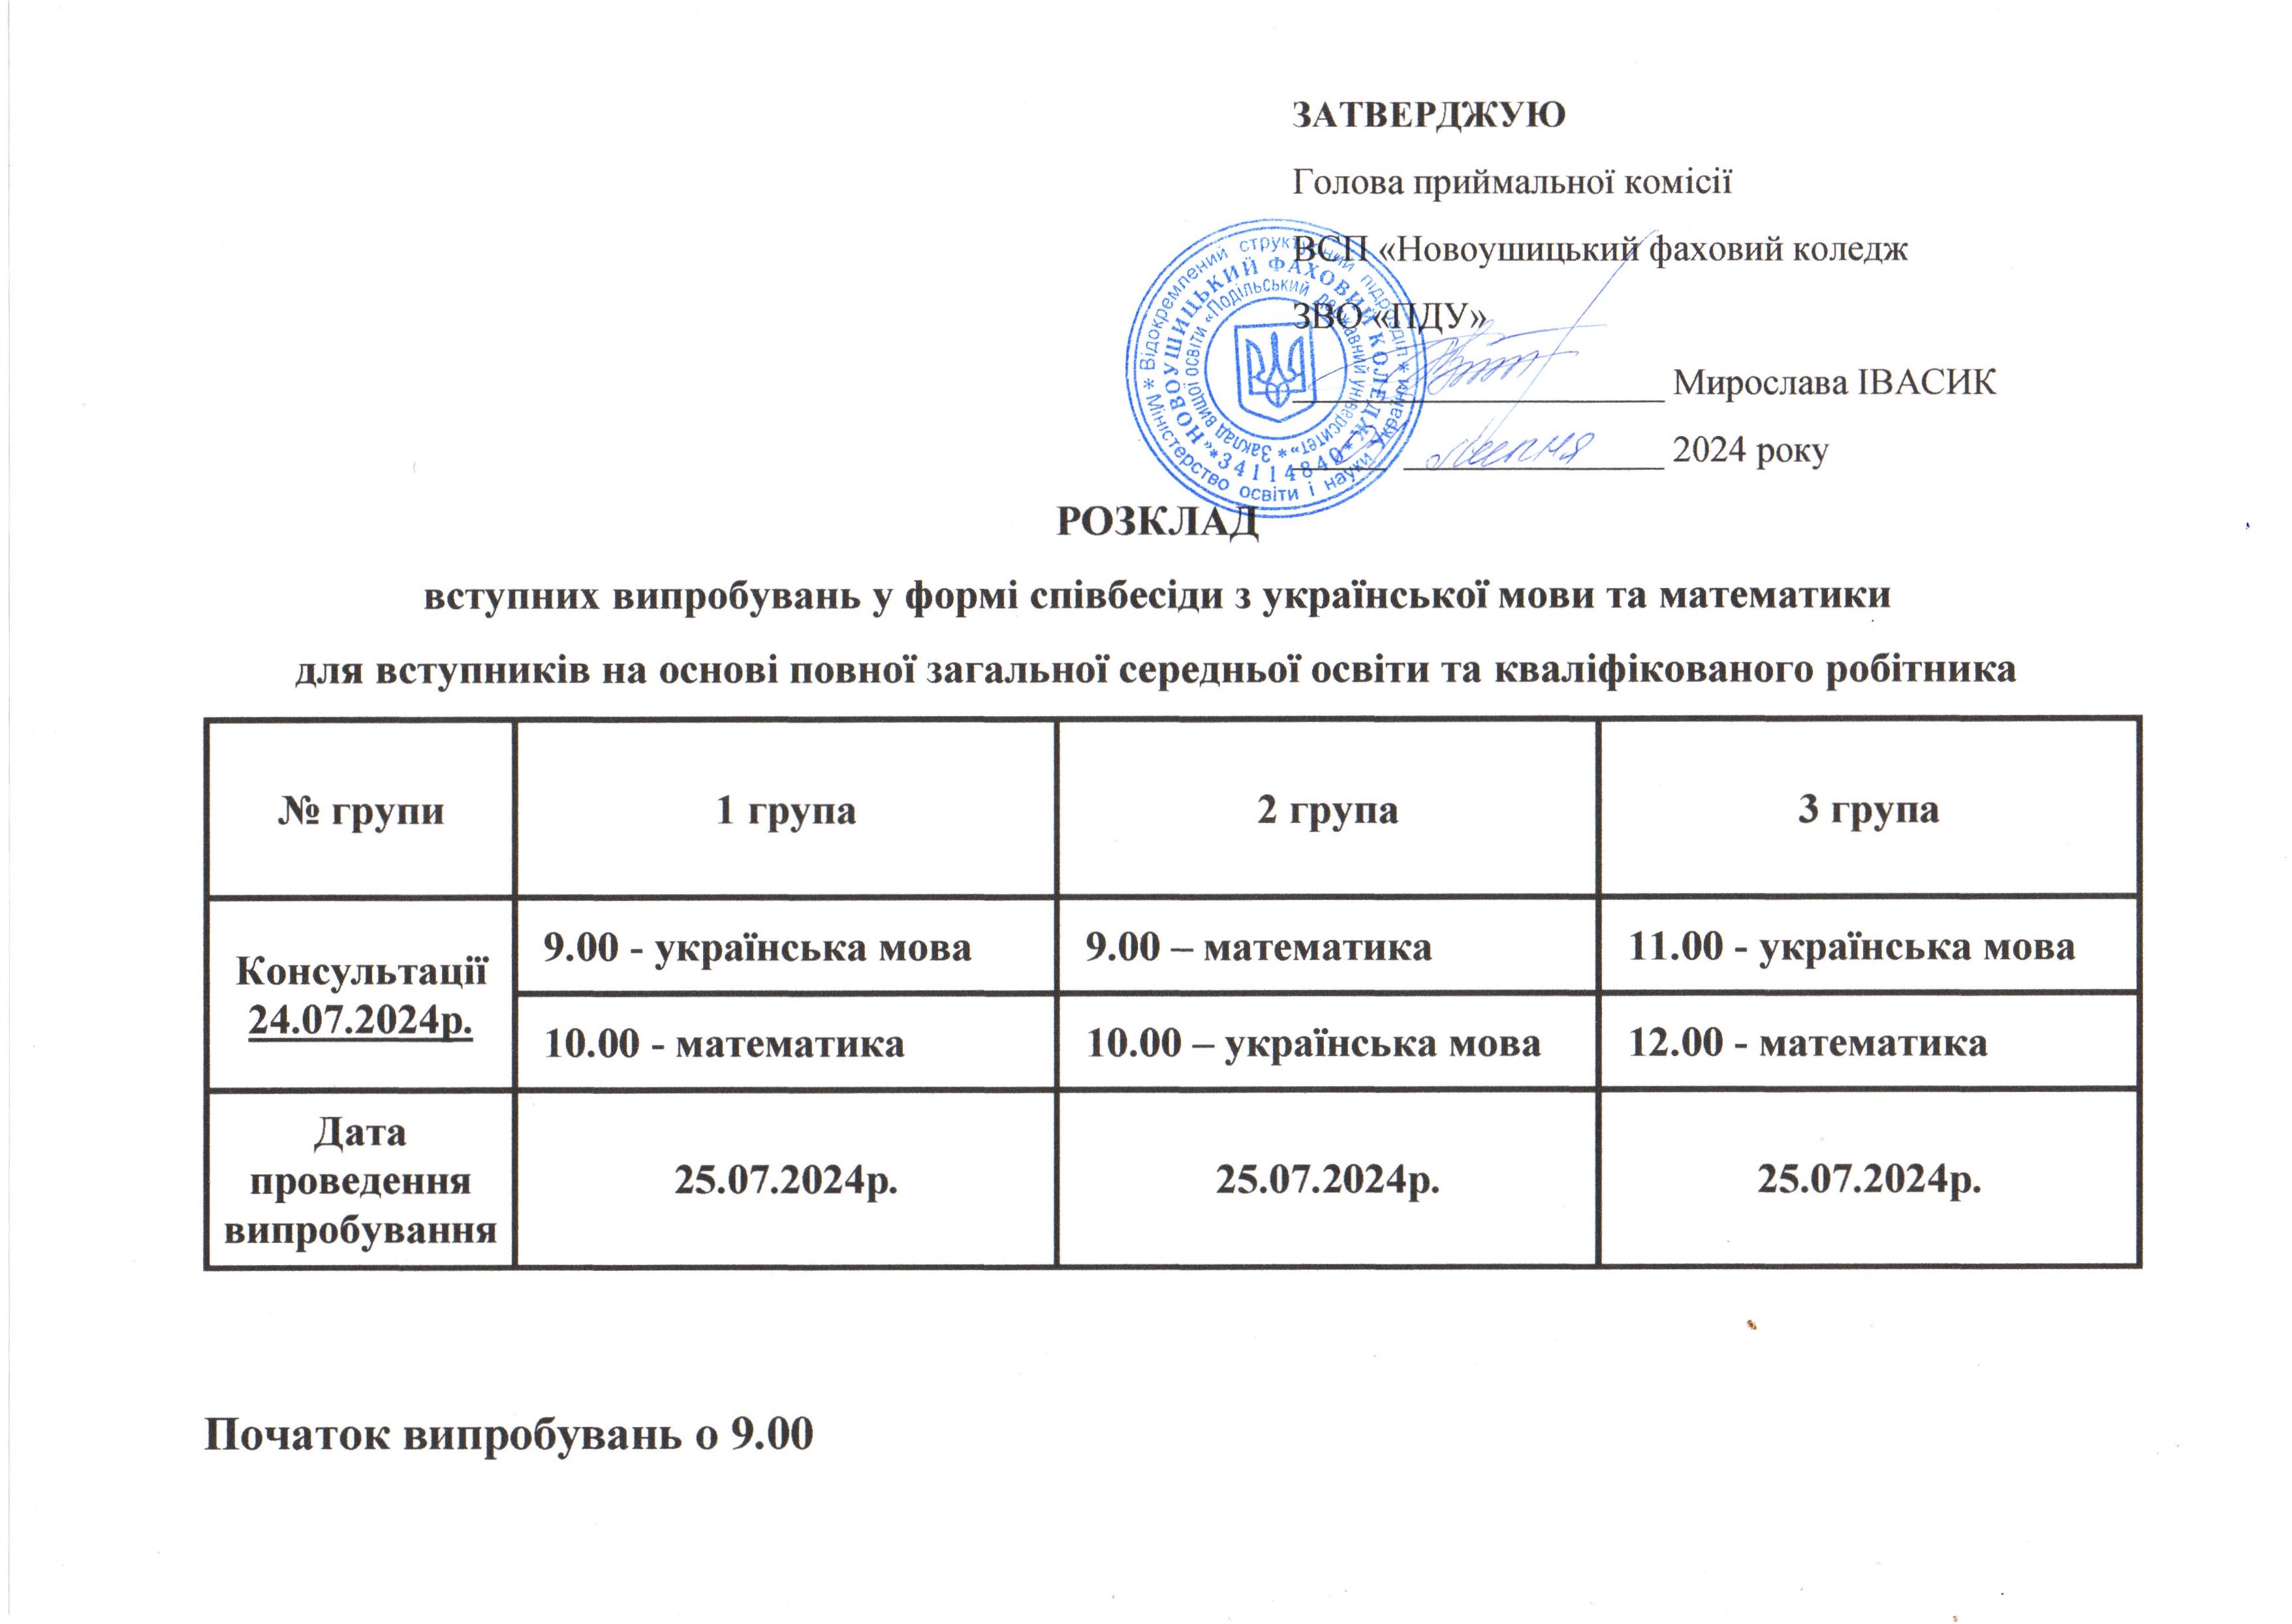 ЗАТВЕРДЖУЮ
Голова приймальної комісії
ВСП «Новоушицький фаховий коледж
ЗВО «ПДУ»
Мирослава ІВАСИК
липня 2024 року
* Міністерство освіти і науки України * Відокремлений структурний підрозділ
«НОВОУШИЦЬКИЙ ФАХОВИЙ КОЛЕДЖ» * 34114840 *
* Заклад вищої освіти «Подільський державний університет»
РОЗКЛАД
вступних випробувань у формі співбесіди з української мови та математики
для вступників на основі повної загальної середньої освіти та кваліфікованого робітника
№ групи 1 група 2 група 3 група
Консультації
24.07.2024р.
9.00 - українська мова 9.00 – математика 11.00 - українська мова
10.00 - математика 10.00 – українська мова 12.00 - математика
Дата
проведення
випробування
25.07.2024р. 25.07.2024р. 25.07.2024р.
Початок випробувань о 9.00